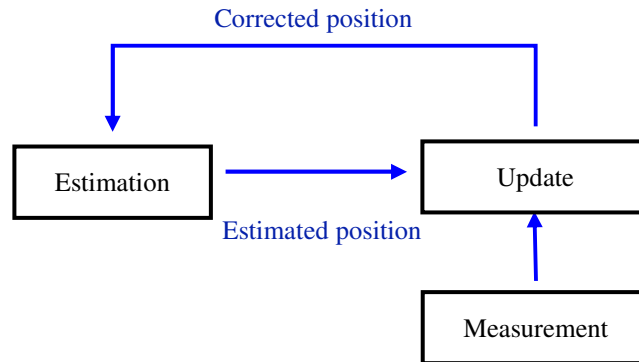 Corrected position
Estimation
Update
Estimated position
Measurement